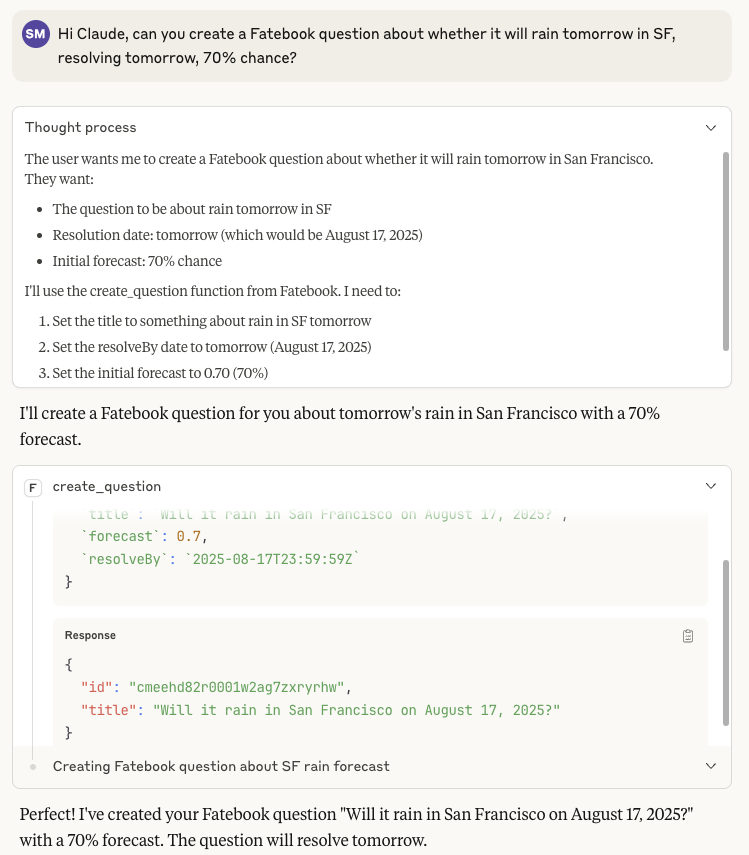 SM
Hi Claude, can you create a Fatebook question about whether it will rain tomorrow in SF,
resolving tomorrow, 70% chance?
Thought process
The user wants me to create a Fatebook question about whether it will rain tomorrow in San Francisco.
They want:
• The question to be about rain tomorrow in SF
• Resolution date: tomorrow (which would be August 17, 2025)
• Initial forecast: 70% chance
I'll use the create_question function from Fatebook. I need to:
1. Set the title to something about rain in SF tomorrow
2. Set the resolveBy date to tomorrow (August 17, 2025)
3. Set the initial forecast to 0.70 (70%)
I'll create a Fatebook question for you about tomorrow's rain in San Francisco with a 70%
forecast.
F
create_question
`title`: `Will it rain in San Francisco on August 17, 2025?`,
`forecast`: 0.7,
`resolveBy`: `2025-08-17T23:59:59Z`
}
Response
{
"id": "cmeehd82r0001w2ag7zxryrhw",
"title": "Will it rain in San Francisco on August 17, 2025?"
}
Creating Fatebook question about SF rain forecast
Perfect! I've created your Fatebook question "Will it rain in San Francisco on August 17, 2025?"
with a 70% forecast. The question will resolve tomorrow.